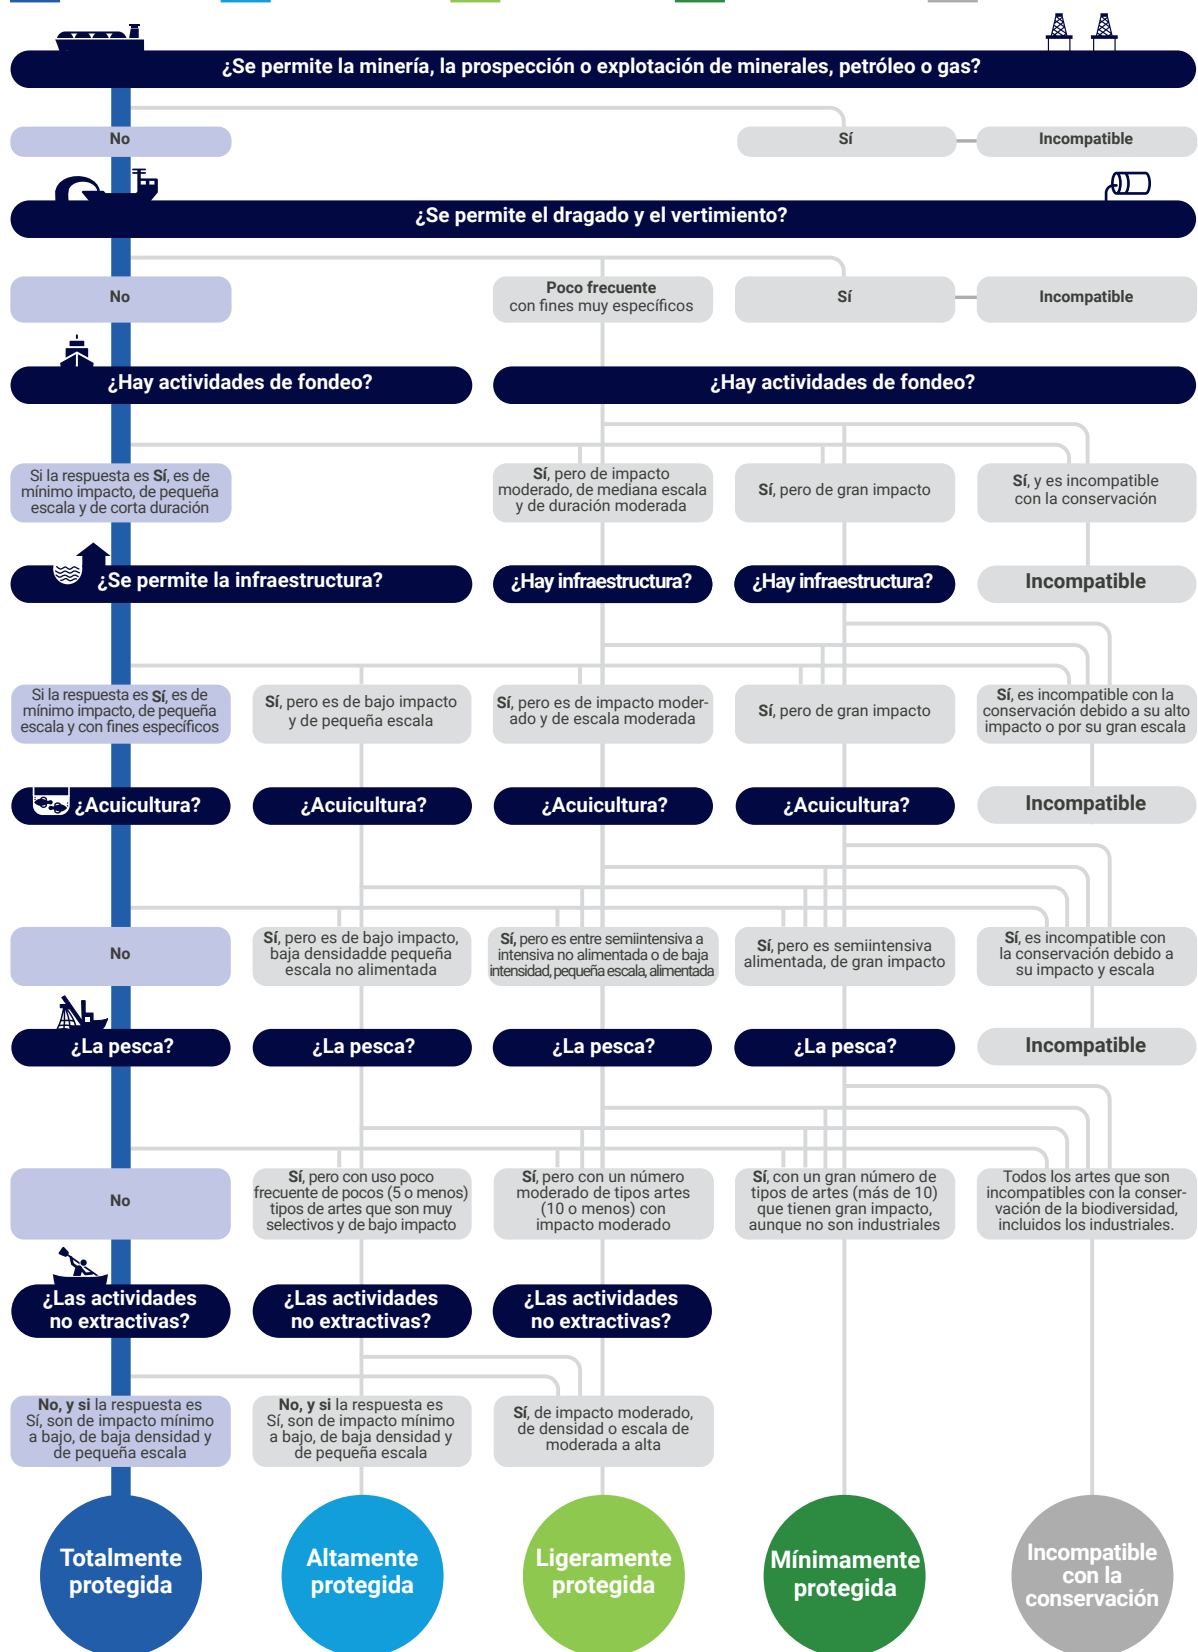 ¿Se permite la minería, la prospección o explotación de minerales, petróleo o gas?
No
Sí
Incompatible
¿Se permite el dragado y el vertimiento?
No
Poco frecuente
con fines muy específicos
Sí
Incompatible
¿Hay actividades de fondeo?
¿Hay actividades de fondeo?
Si la respuesta es Sí, es de
mínimo impacto, de pequeña
escala y de corta duración
Sí, pero de impacto
moderado, de mediana escala
y de duración moderada
Sí, pero de gran impacto
Sí, y es incompatible
con la conservación
¿Se permite la infraestructura?
¿Hay infraestructura?
¿Hay infraestructura?
Incompatible
Si la respuesta es Sí, es de
mínimo impacto, de pequeña
escala y con fines específicos
Sí, pero es de bajo impacto
y de pequeña escala
Sí, pero es de impacto moder-
ado y de escala moderada
Sí, pero de gran impacto
Sí, es incompatible con la
conservación debido a su alto
impacto o por su gran escala
¿Acuicultura?
¿Acuicultura?
¿Acuicultura?
¿Acuicultura?
Incompatible
No
Sí, pero es de bajo impacto,
baja densidadde pequeña
escala no alimentada
Sí, pero es entre semiintensiva a
intensiva no alimentada o de baja
intensidad, pequeña escala, alimentada
Sí, pero es semiintensiva
alimentada, de gran impacto
Sí, es incompatible con
la conservación debido a
su impacto y escala
¿La pesca?
¿La pesca?
¿La pesca?
¿La pesca?
Incompatible
No
Sí, pero con uso poco
frecuente de pocos (5 o menos)
tipos de artes que son muy
selectivos y de bajo impacto
Sí, pero con un número
moderado de tipos artes
(10 o menos) con
impacto moderado
Sí, con un gran número de
tipos de artes (más de 10)
que tienen gran impacto,
aunque no son industriales
Todos los artes que son
incompatibles con la conser-
vación de la biodiversidad,
incluidos los industriales.
¿Las actividades
no extractivas?
¿Las actividades
no extractivas?
¿Las actividades
no extractivas?
No, y si la respuesta es
Sí, son de impacto mínimo
a bajo, de baja densidad y
de pequeña escala
No, y si la respuesta es
Sí, son de impacto mínimo
a bajo, de baja densidad y
de pequeña escala
Sí, de impacto moderado,
de densidad o escala de
moderada a alta
Totalmente
protegida
Altamente
protegida
Ligeramente
protegida
Mínimamente
protegida
Incompatible
con la
conservación